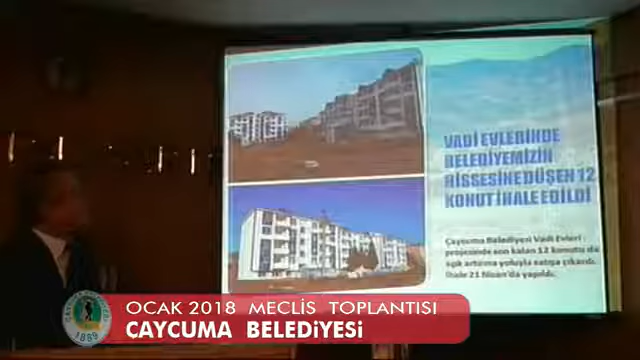 VADİ EVLERİNDE
BELEDİYEMİZİN
HİSSESİNE DÜŞEN 12
KONUT İHALE EDİLDİ
Çaycuma Belediyesi Vadi Evleri
projesinde son kalan 12 konutu da
açık artırma yoluyla satışa çıkardı.
İhale 21 Nisan'da yapıldı.
OCAK 2018 MECLİS TOPLANTISI
ÇAYCUMA BELEDİYESİ
ÇAYCUMA
1869